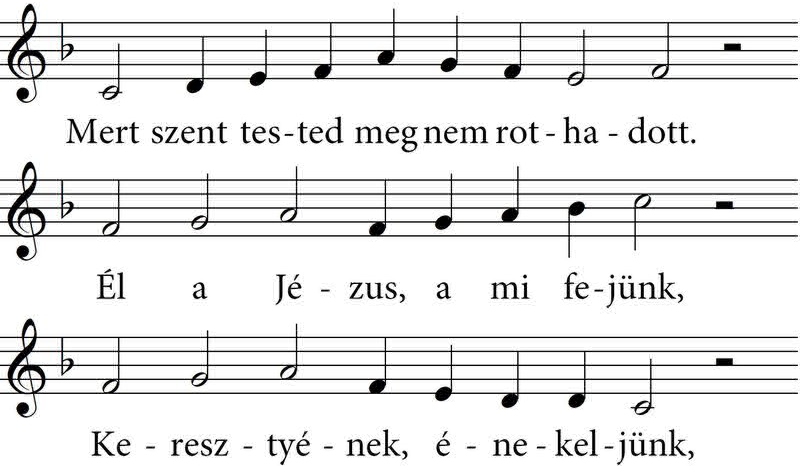 Mert szent tes-ted meg nem rot-ha-dott.
Él a Jé-zus, a mi fe-jünk,
Ke-resz-tyé-nek, é-ne-kel-jünk,